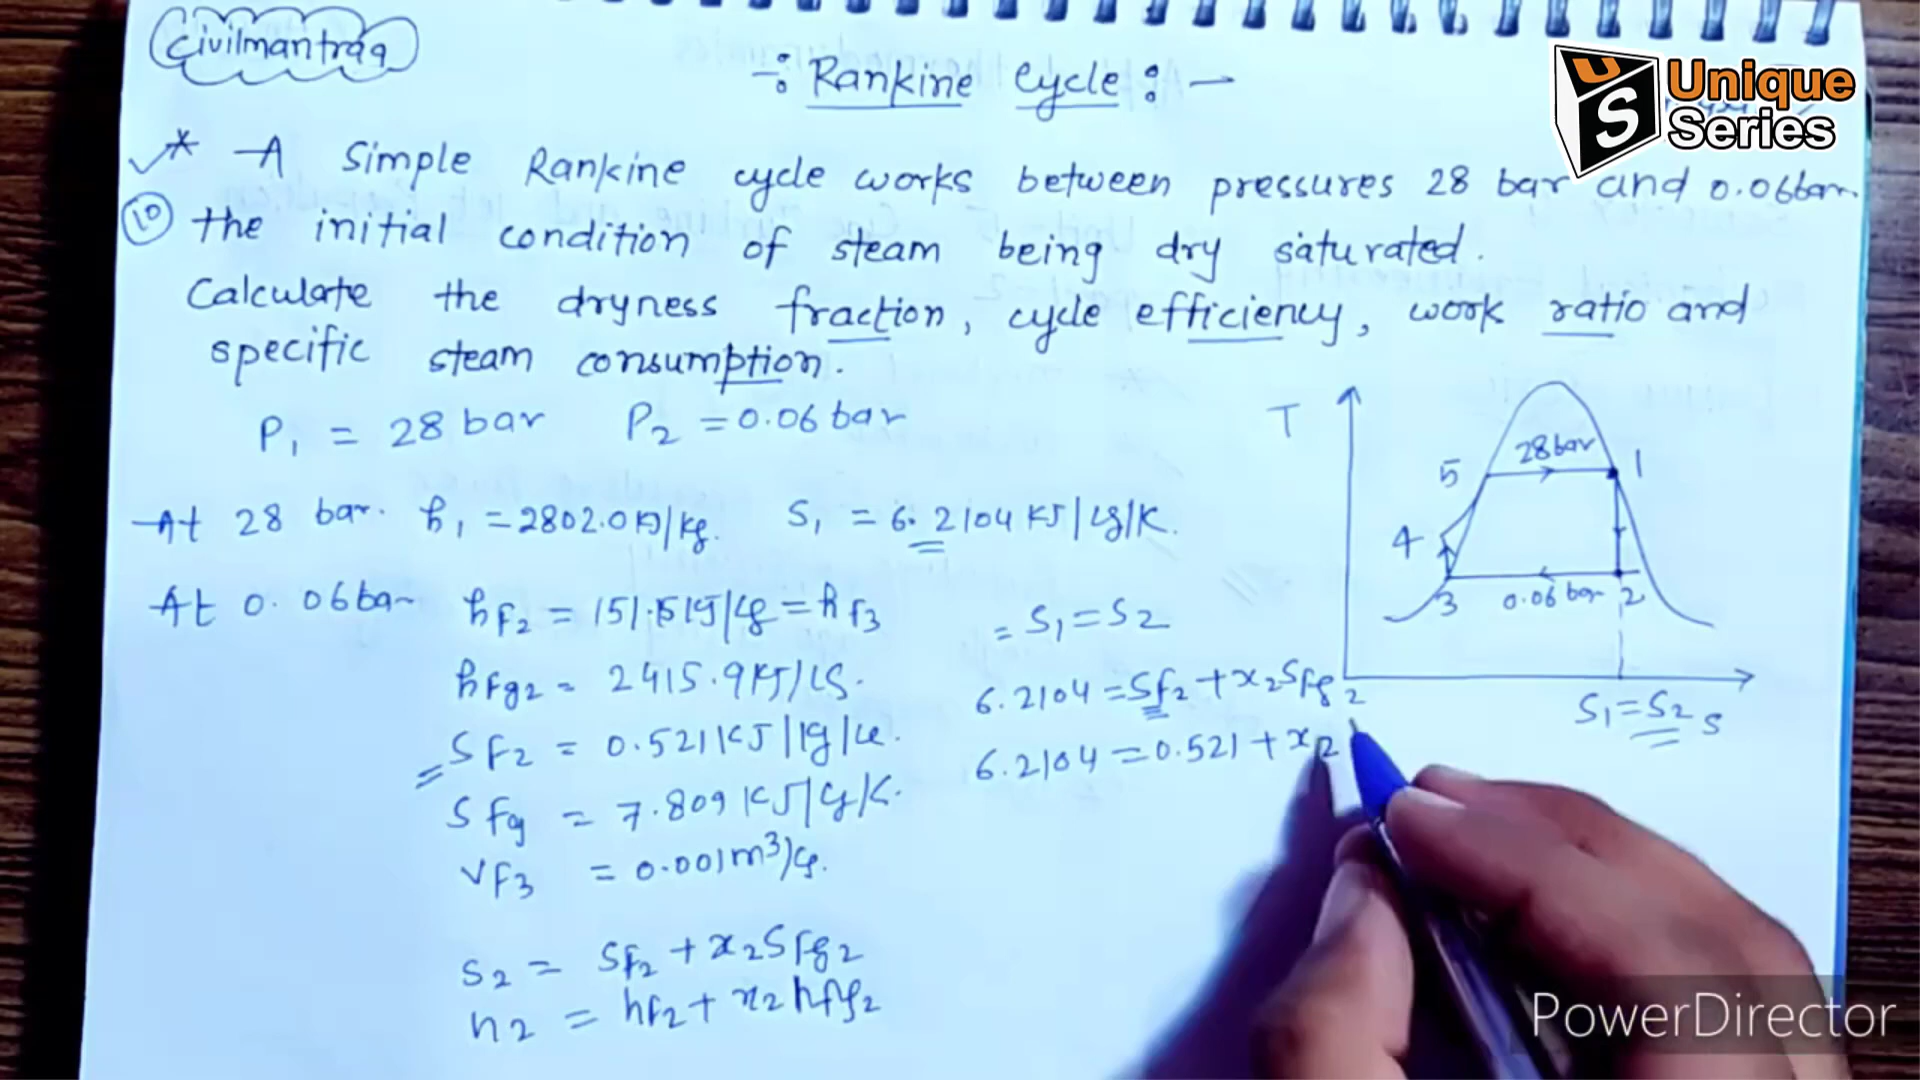 Civilmantraa
-: Rankine Cycle :-
US Unique Series
* A Simple Rankine cycle works between pressures 28 bar and 0.06bar.
10 the initial condition of steam being dry saturated.
Calculate the dryness fraction, cycle efficiency, work ratio and
specific steam consumption.
P1 = 28 bar P2 = 0.06 bar
At 28 bar. h1 = 2802.0 KJ/kg. S1 = 6.2104 KJ/kg/K.
At 0.06bar hf2 = 151.5 KJ/kg = hf3
hfg2 = 2415.9 KJ/kg.
Sf2 = 0.521 KJ/kg/K.
Sfg = 7.809 KJ/kg/K.
Vf3 = 0.001m³/kg.
S2 = Sf2 + x2Sfg2
h2 = hf2 + x2hfg2
= S1 = S2
6.2104 = Sf2 + x2Sfg2
6.2104 = 0.521 + x2
T
28 bar
5
1
4
3
0.06 bar
2
S1 = S2
S
PowerDirector